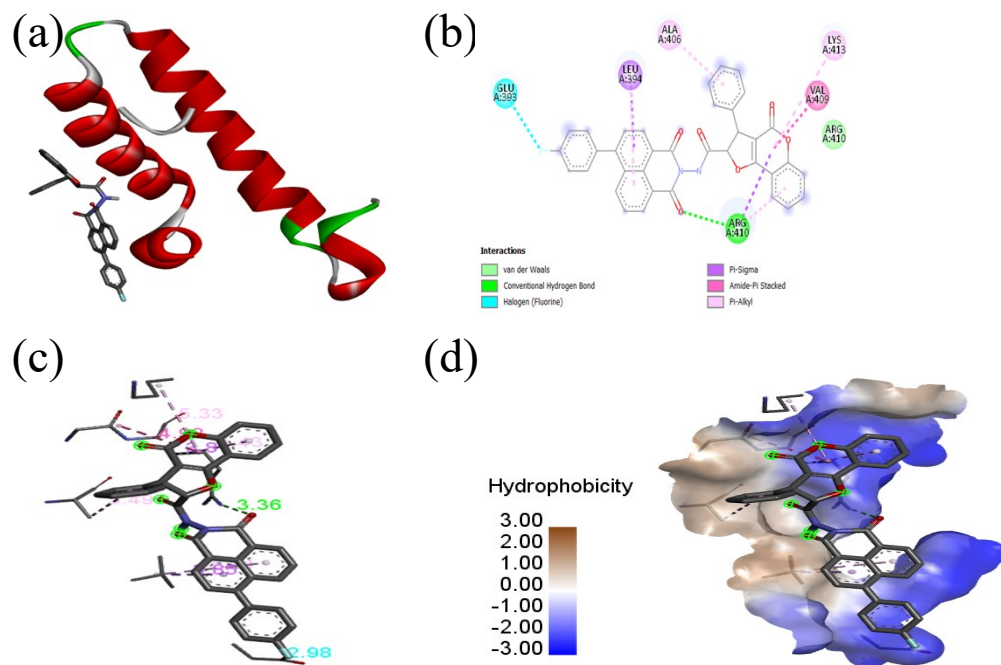 (a)
(b)
ALA
A:406
LYS
A:413
LEU
A:394
GLU
A:393
VAL
A:409
ARG
A:410
N
N
O
O
O
O
O
O
ARG
A:410
Interactions
van der Waals
Conventional Hydrogen Bond
Halogen (Fluorine)
Pi-Sigma
Amide-Pi Stacked
Pi-Alkyl
(c)
(d)
5.33
3.36
2.98
Hydrophobicity
3.00
2.00
1.00
0.00
-1.00
-2.00
-3.00